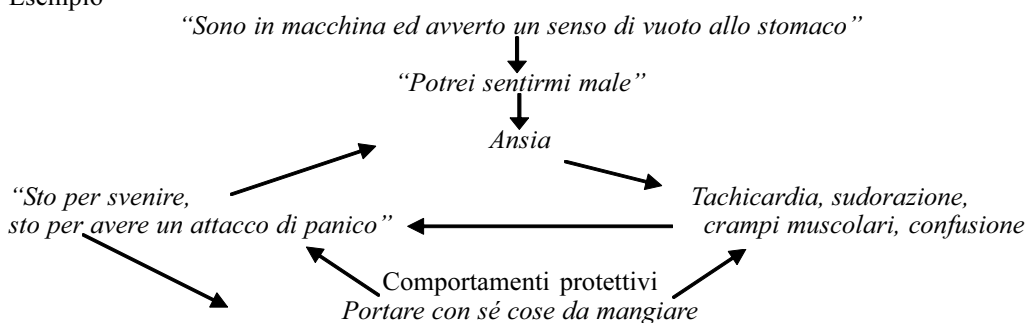 Esempio
“Sono in macchina ed avverto un senso di vuoto allo stomaco”
“Potrei sentirmi male”
Ansia
“Sto per svenire,
sto per avere un attacco di panico”
Tachicardia, sudorazione,
crampi muscolari, confusione
Comportamenti protettivi
Portare con sé cose da mangiare